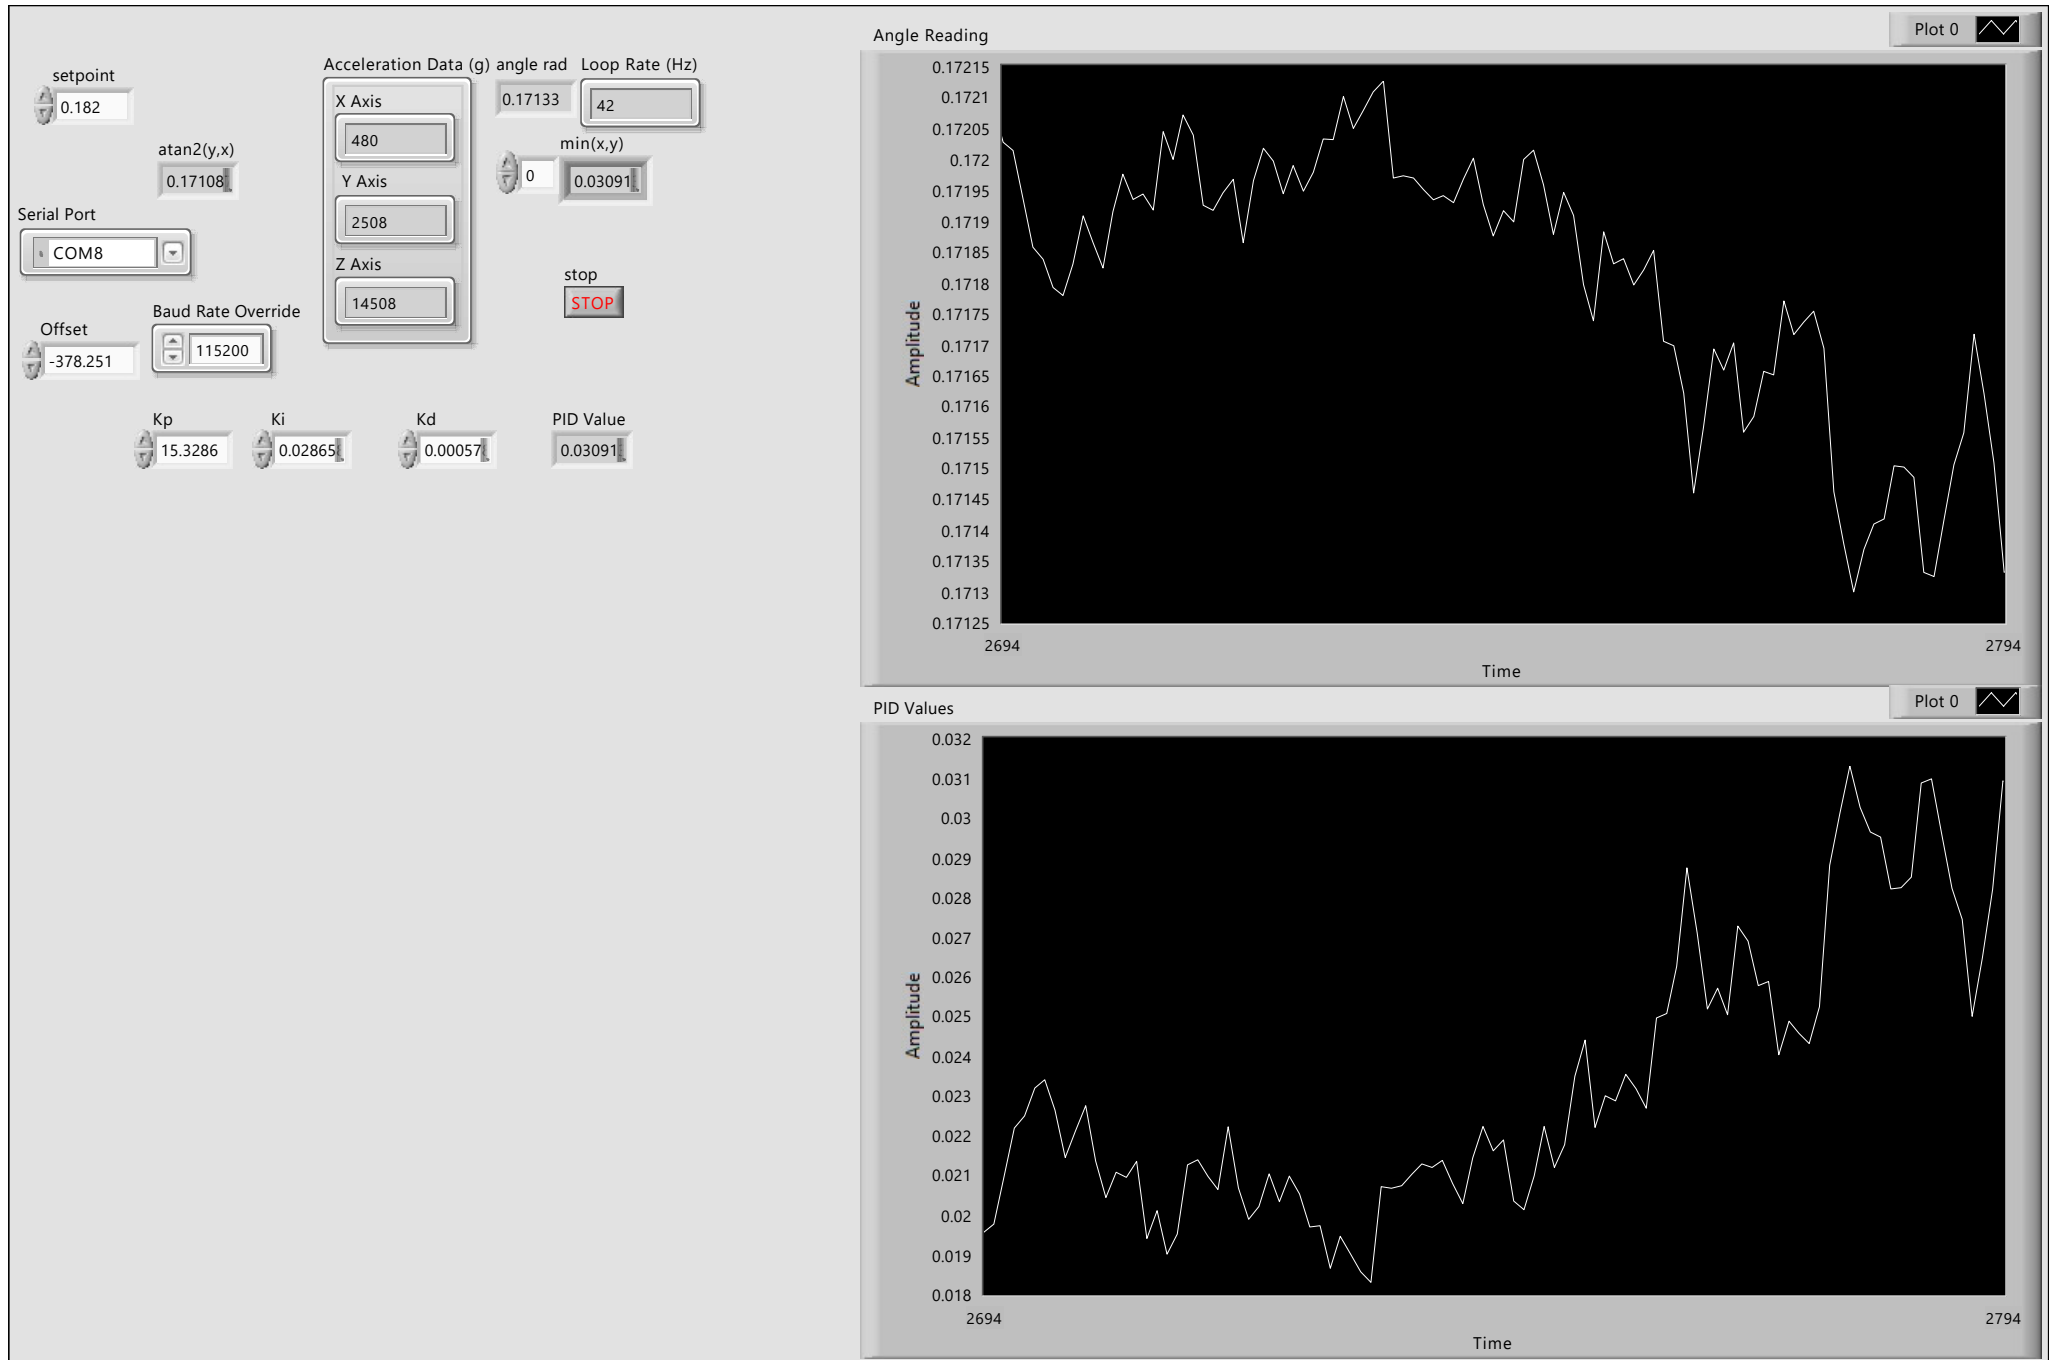 setpoint
0.182
atan2(y,x)
0.17108
Serial Port
COM8
Offset
-378.251
Baud Rate Override
115200
Acceleration Data (g)
X Axis
480
Y Axis
2508
Z Axis
14508
angle rad
0.17133
Loop Rate (Hz)
42
min(x,y)
0
0.03091
stop
STOP
Kp
15.3286
Ki
0.02865
Kd
0.00057
PID Value
0.03091
Angle Reading
Plot 0
0.17215
0.1721
0.17205
0.172
0.17195
0.1719
0.17185
0.1718
0.17175
0.1717
0.17165
0.1716
0.17155
0.1715
0.17145
0.1714
0.17135
0.1713
0.17125
Amplitude
2694
2794
Time
PID Values
Plot 0
0.032
0.031
0.03
0.029
0.028
0.027
0.026
0.025
0.024
0.023
0.022
0.021
0.02
0.019
0.018
Amplitude
2694
2794
Time